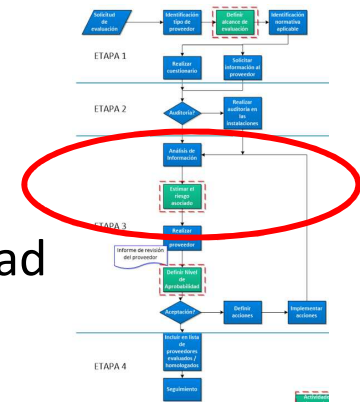 Solicitud
de
evaluación
Identificación
tipo de
proveedor
Definir
alcance de
evaluación
Identificación
normativa
aplicable
ETAPA 1
Realizar
cuestionario
Solicitar
información al
proveedor
ETAPA 2
Auditoría?
Realizar
auditoría en
las
instalaciones
Análisis de
Información
Estimar el
riesgo
asociado
ETAPA 3
Realizar
proveedor
Informe de revisión
del proveedor
ad
Definir Nivel
de
Aprobabilidad
Aceptación?
Definir
acciones
Implementar
acciones
ETAPA 4
Incluir en lista
de
proveedores
evaluados /
homologados
Seguimiento